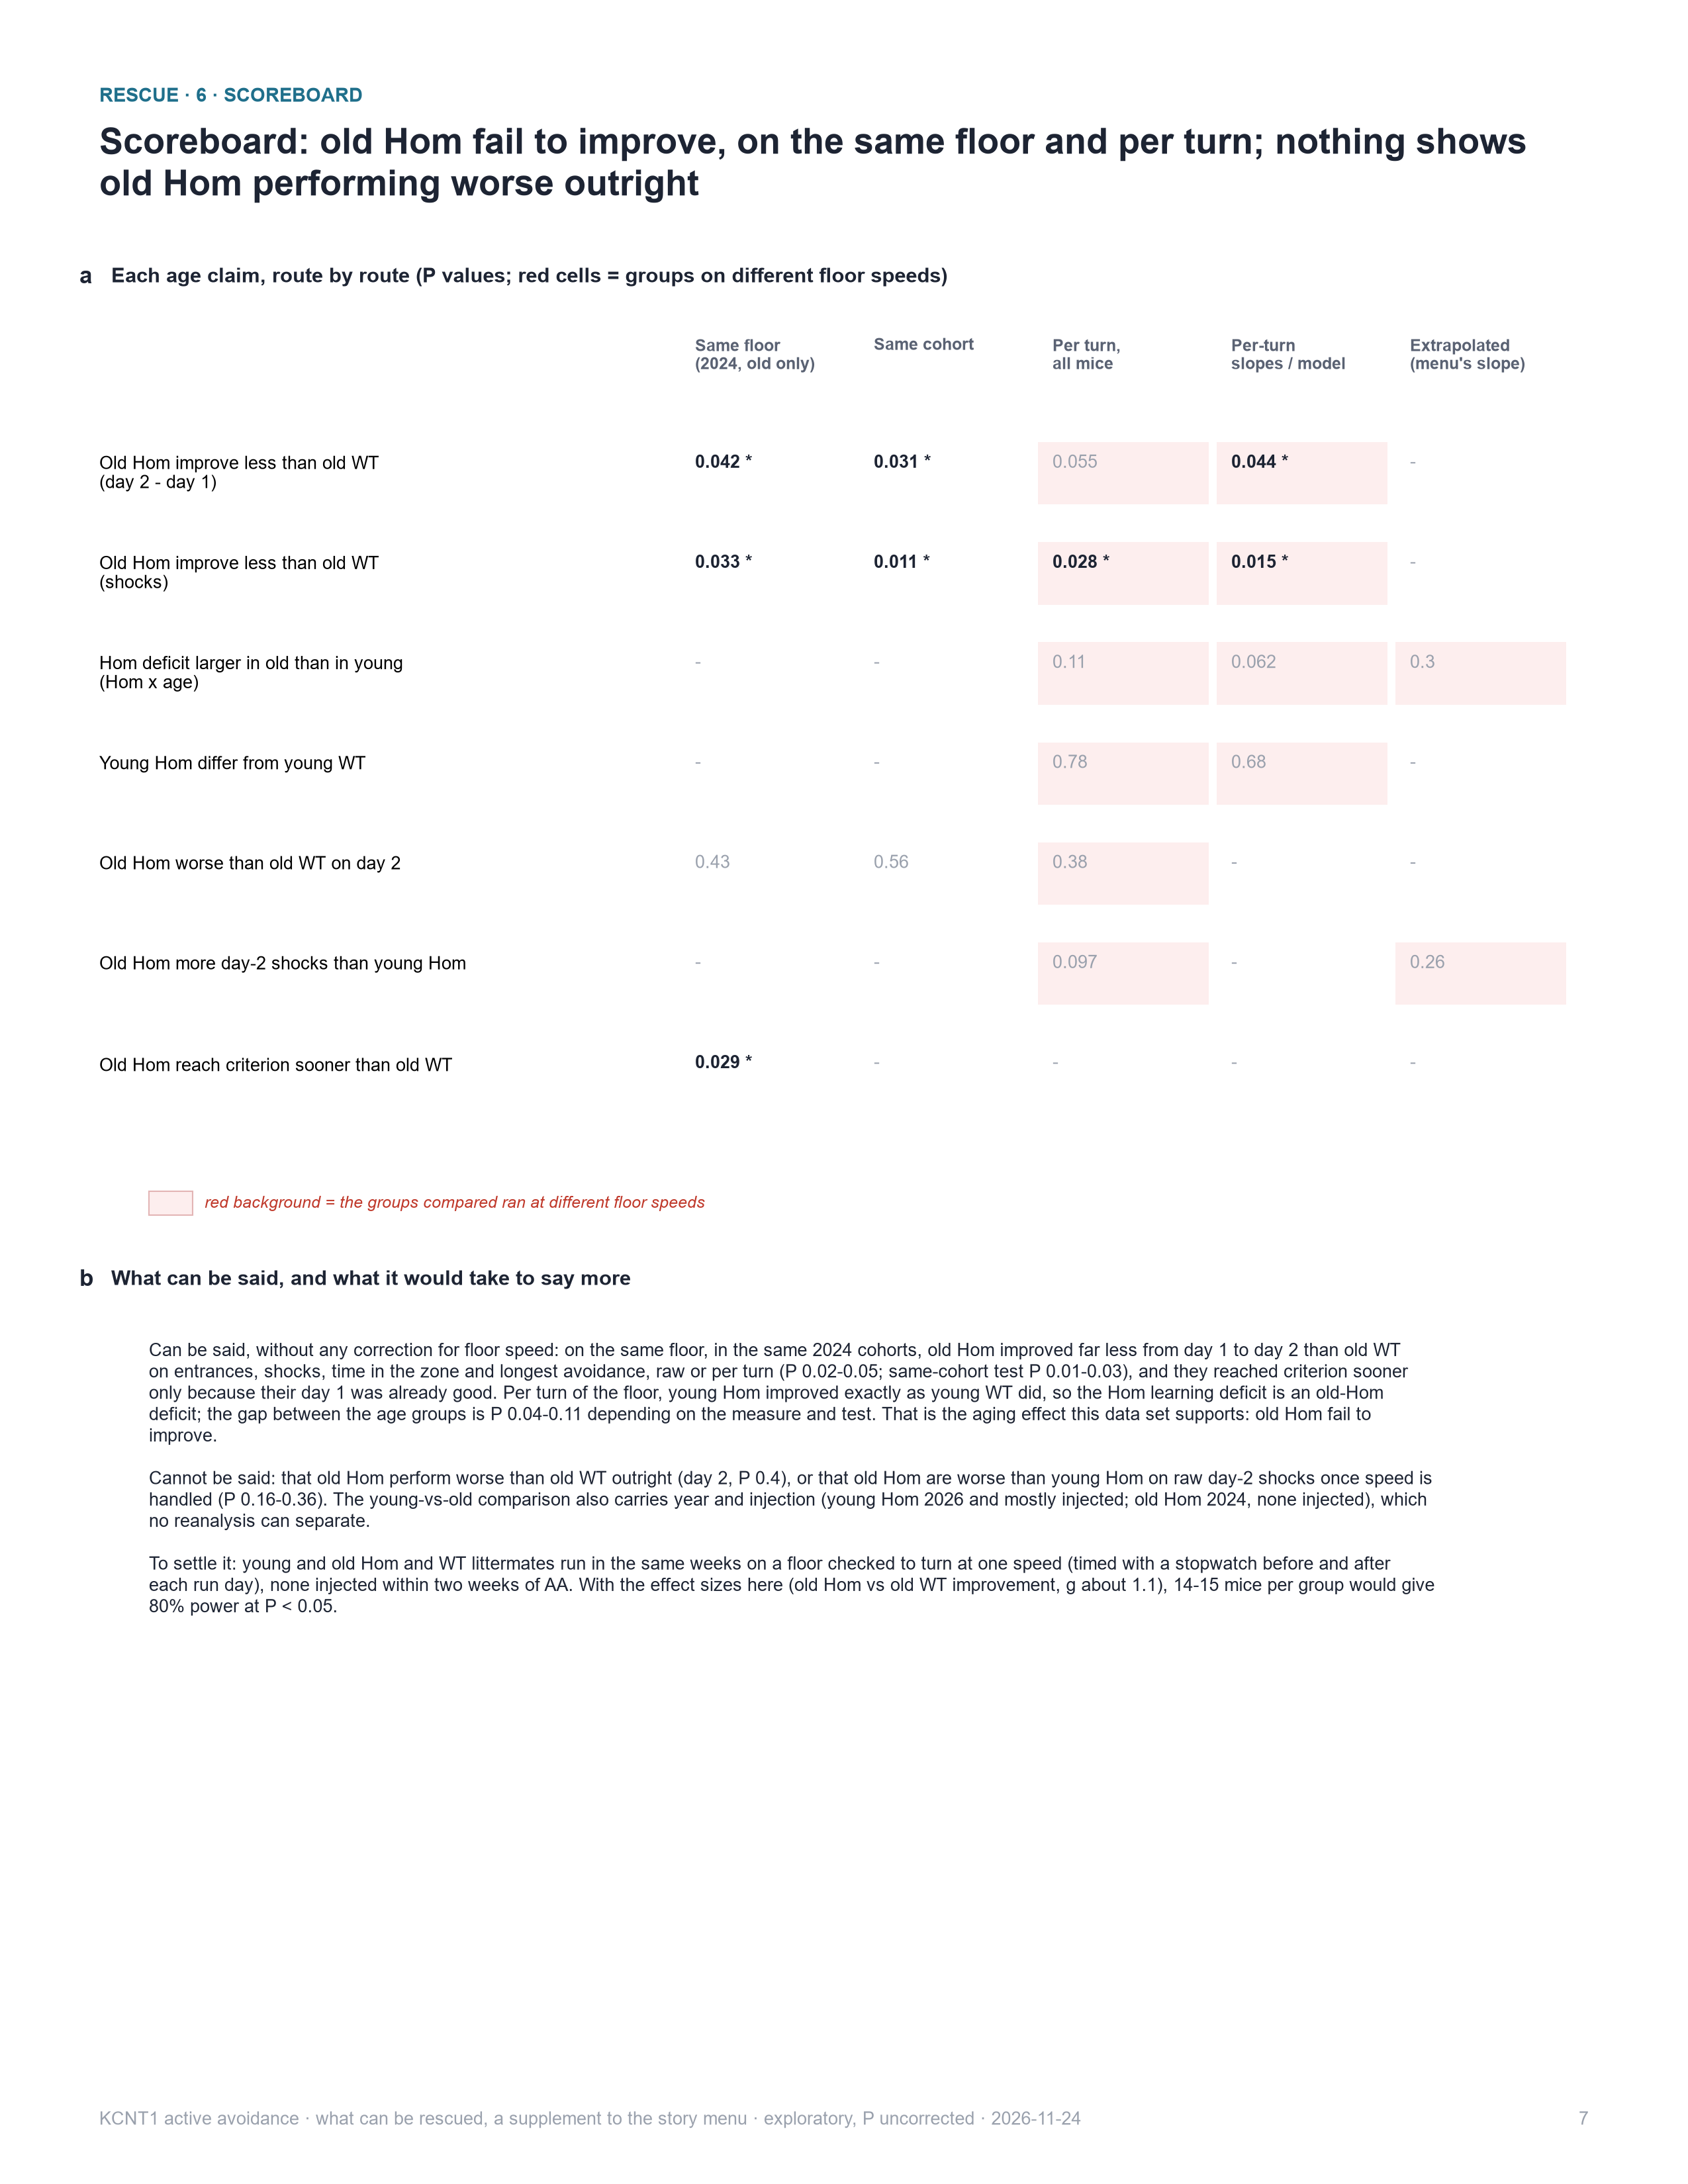 RESCUE · 6 · SCOREBOARD
Scoreboard: old Hom fail to improve, on the same floor and per turn; nothing shows
old Hom performing worse outright
a Each age claim, route by route (P values; red cells = groups on different floor speeds)
Same floor
(2024, old only)
Same cohort
Per turn,
all mice
Per-turn
slopes / model
Extrapolated
(menu's slope)
Old Hom improve less than old WT
(day 2 - day 1)
0.042 * 0.031 * 0.055 0.044 * -
Old Hom improve less than old WT
(shocks)
0.033 * 0.011 * 0.028 * 0.015 * -
Hom deficit larger in old than in young
(Hom x age)
- - 0.11 0.062 0.3
Young Hom differ from young WT
- - 0.78 0.68 -
Old Hom worse than old WT on day 2
0.43 0.56 0.38 - -
Old Hom more day-2 shocks than young Hom
- - 0.097 - 0.26
Old Hom reach criterion sooner than old WT
0.029 * - - - -
red background = the groups compared ran at different floor speeds
b What can be said, and what it would take to say more
Can be said, without any correction for floor speed: on the same floor, in the same 2024 cohorts, old Hom improved far less from day 1 to day 2 than old WT
on entrances, shocks, time in the zone and longest avoidance, raw or per turn (P 0.02-0.05; same-cohort test P 0.01-0.03), and they reached criterion sooner
only because their day 1 was already good. Per turn of the floor, young Hom improved exactly as young WT did, so the Hom learning deficit is an old-Hom
deficit; the gap between the age groups is P 0.04-0.11 depending on the measure and test. That is the aging effect this data set supports: old Hom fail to
improve.
Cannot be said: that old Hom perform worse than old WT outright (day 2, P 0.4), or that old Hom are worse than young Hom on raw day-2 shocks once speed is
handled (P 0.16-0.36). The young-vs-old comparison also carries year and injection (young Hom 2026 and mostly injected; old Hom 2024, none injected), which
no reanalysis can separate.
To settle it: young and old Hom and WT littermates run in the same weeks on a floor checked to turn at one speed (timed with a stopwatch before and after
each run day), none injected within two weeks of AA. With the effect sizes here (old Hom vs old WT improvement, g about 1.1), 14-15 mice per group would give
80% power at P < 0.05.
KCNT1 active avoidance · what can be rescued, a supplement to the story menu · exploratory, P uncorrected · 2026-11-24
7